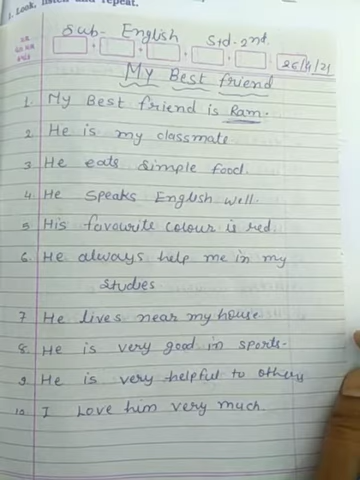 1. Look, listen and repeat.
Sub- English Std- 2nd.
25/4/21
My Best friend
1. My Best friend is Ram.
2. He is my classmate.
3. He eats simple food.
4. He speaks English well.
5. His favourite colour is red.
6. He always help me in my
studies
7. He lives near my house
8. He is very good in sports.
9. He is very helpful to others
10. I Love him very much.